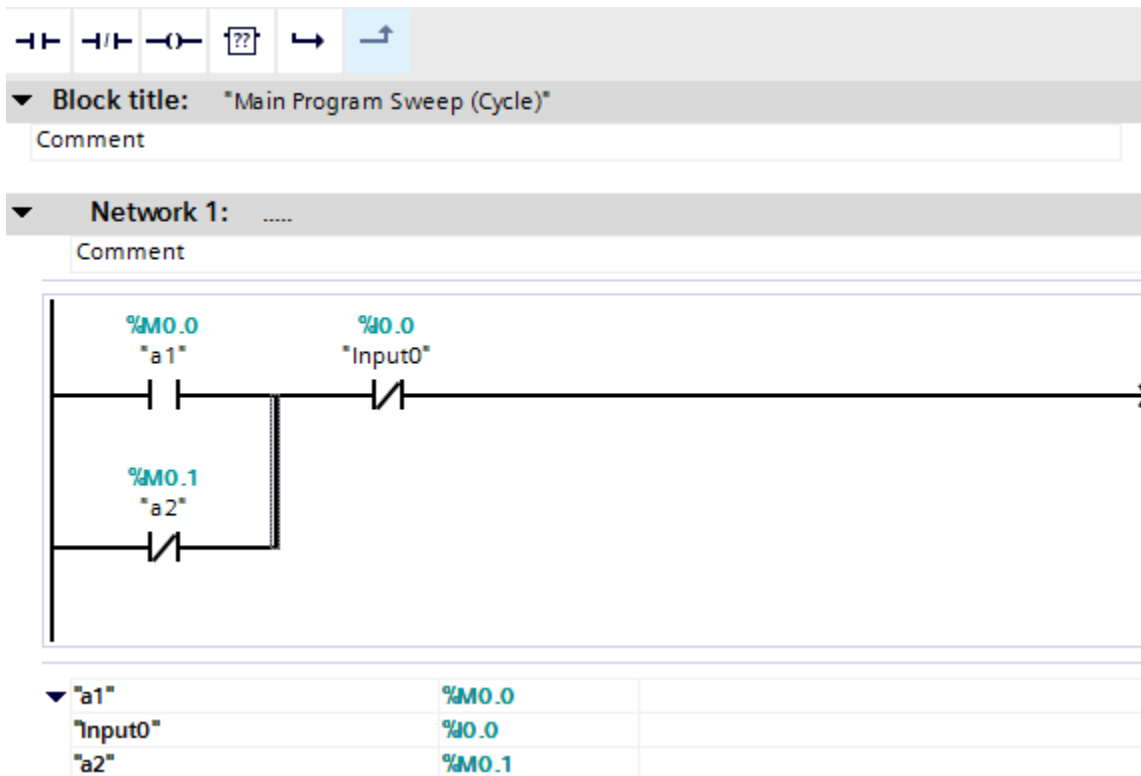 ??
Block title: "Main Program Sweep (Cycle)"
Comment
Network 1: .....
Comment
%M0.0 %I0.0
"a1" "Input0"
%M0.1
"a2"
"a1" %M0.0
"Input0" %I0.0
"a2" %M0.1